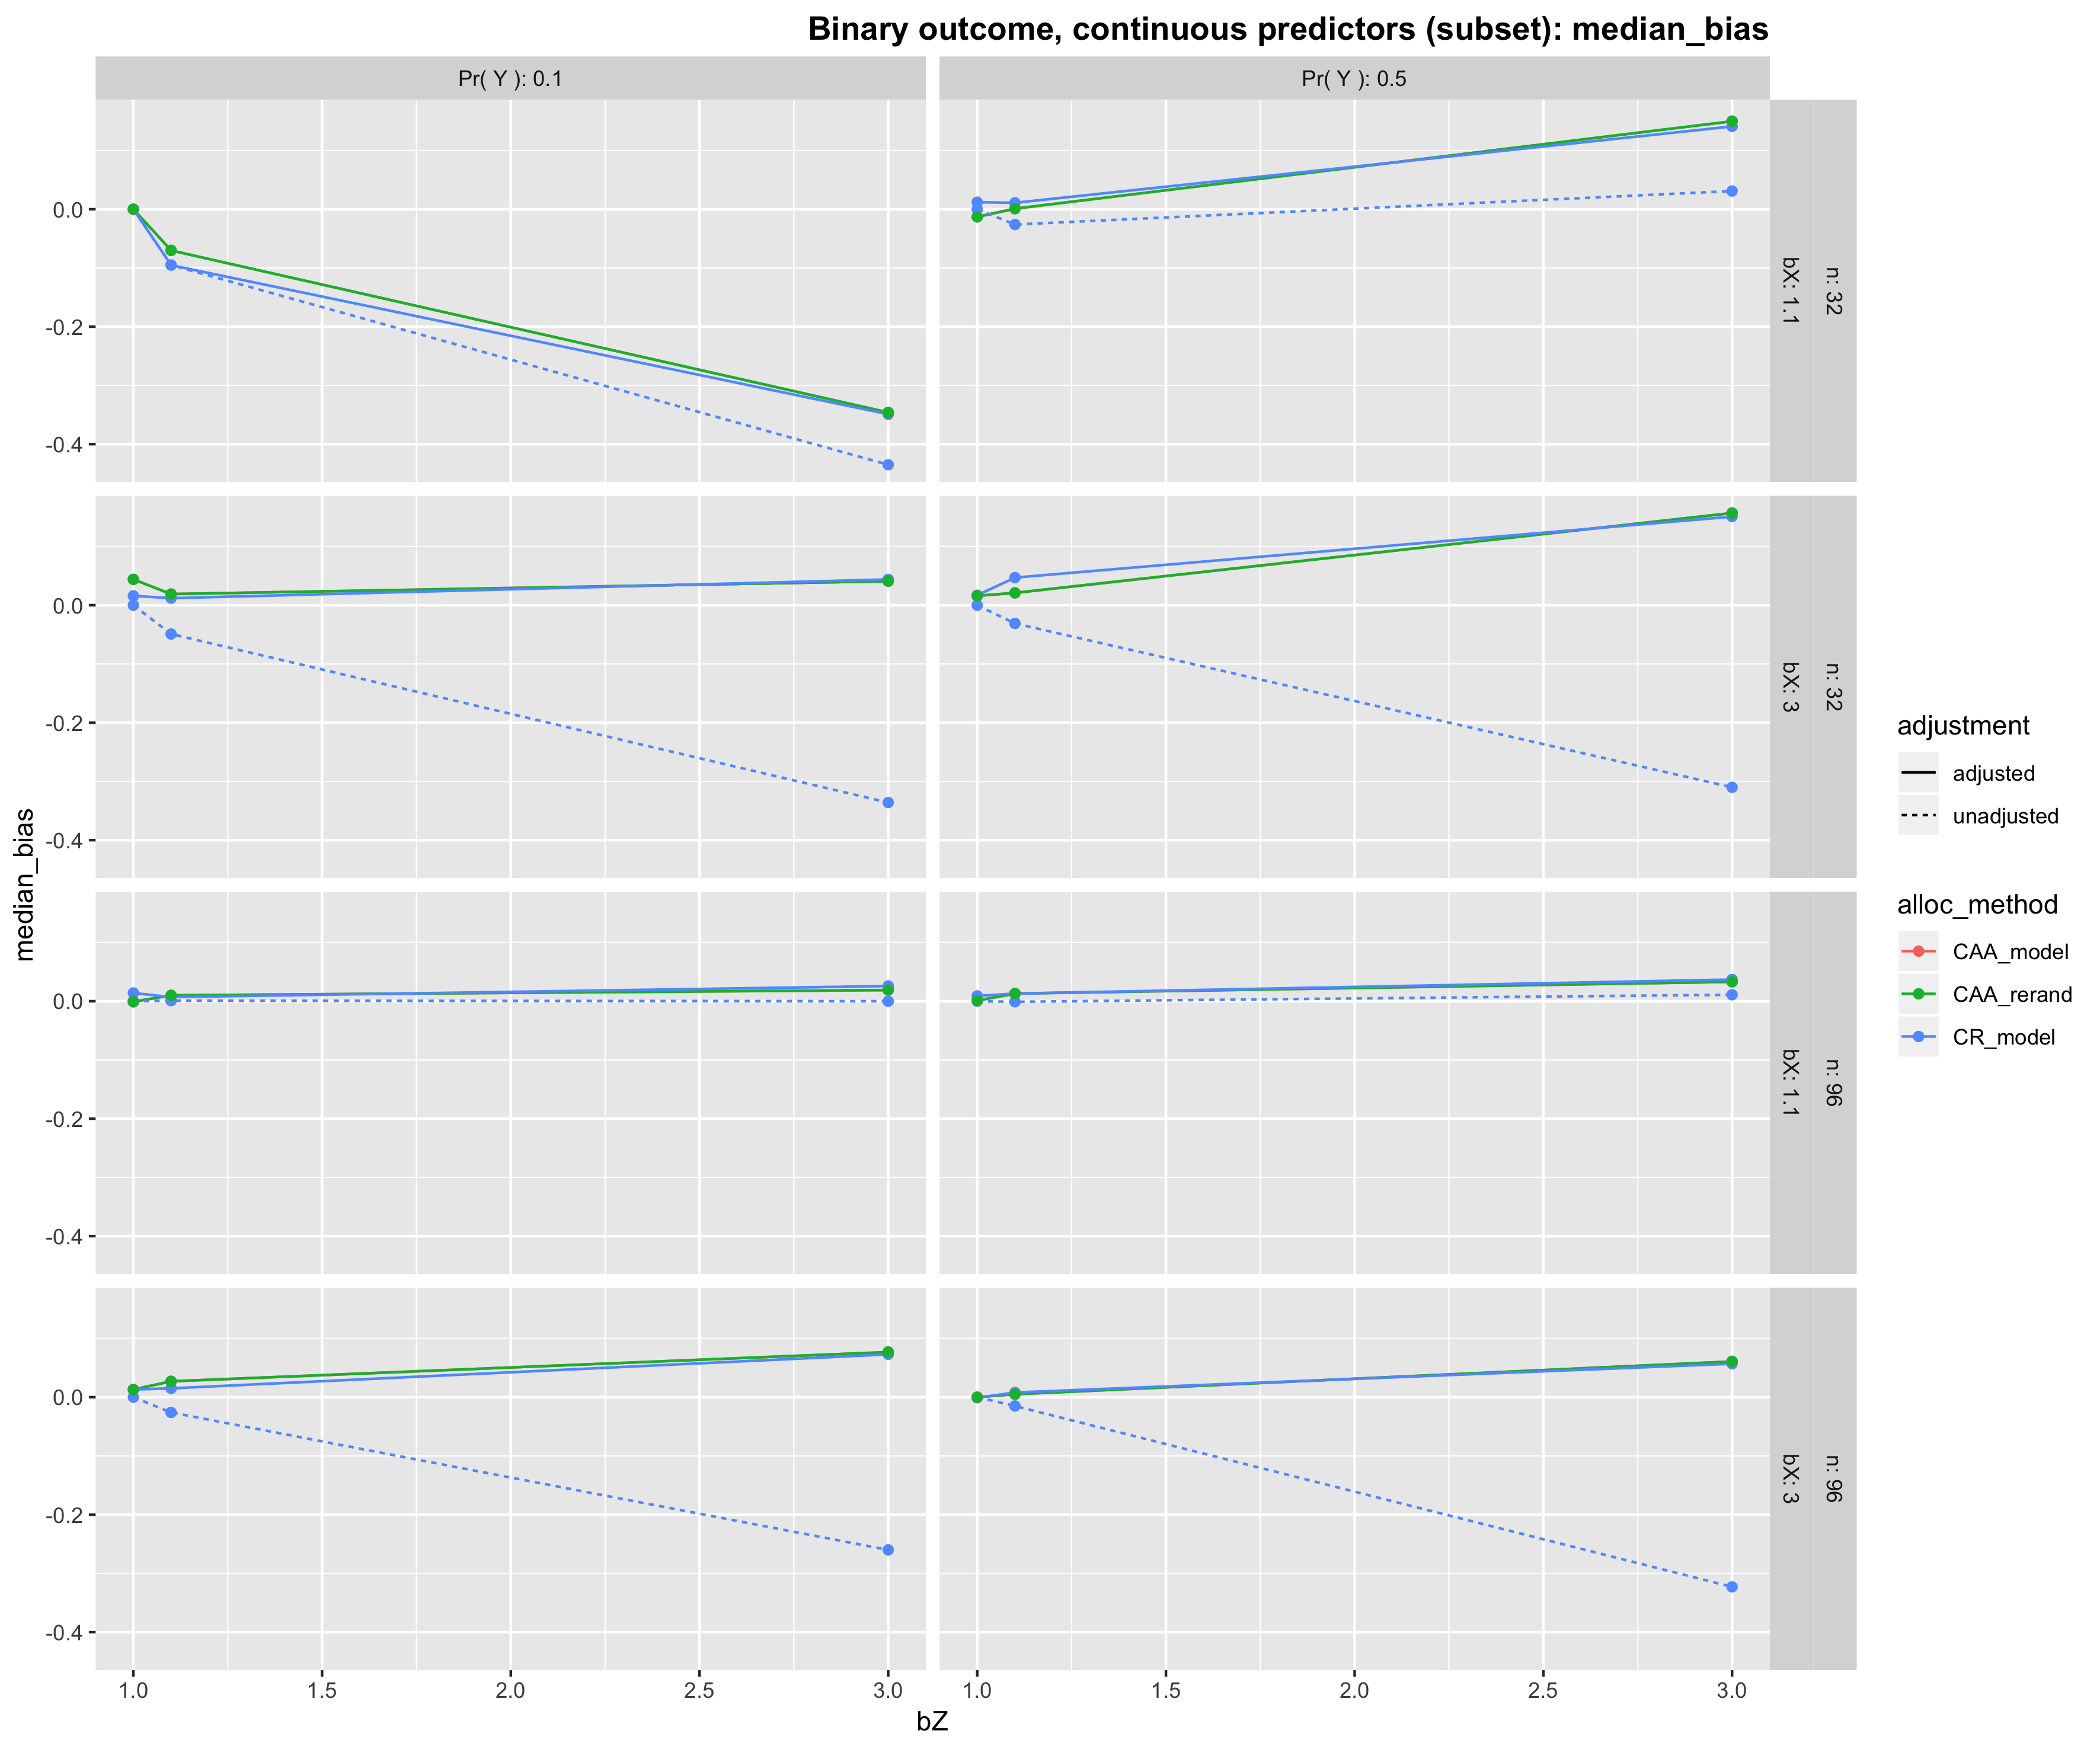 Binary outcome, continuous predictors (subset): median_bias
Pr( Y ): 0.1
Pr( Y ): 0.5
0.0
-0.2
-0.4
bX: 1.1
n: 32
0.0
-0.2
-0.4
bX: 3
n: 32
0.0
-0.2
-0.4
bX: 1.1
n: 96
0.0
-0.2
-0.4
bX: 3
n: 96
1.0 1.5 2.0 2.5 3.0
1.0 1.5 2.0 2.5 3.0
bZ
median_bias
adjustment
adjusted
unadjusted
alloc_method
CAA_model
CAA_rerand
CR_model